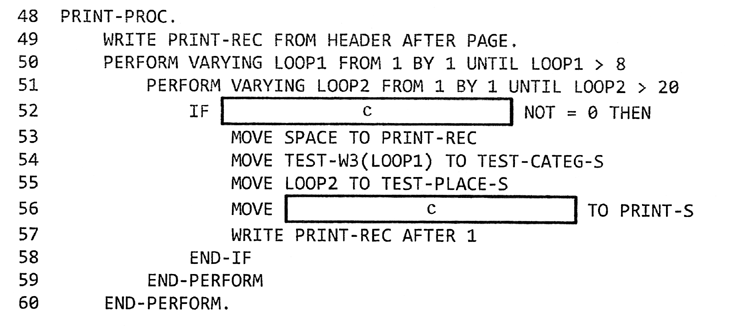 48 PRINT-PROC.
49 WRITE PRINT-REC FROM HEADER AFTER PAGE.
50 PERFORM VARYING LOOP1 FROM 1 BY 1 UNTIL LOOP1 > 8
51 PERFORM VARYING LOOP2 FROM 1 BY 1 UNTIL LOOP2 > 20
52 IF c NOT = 0 THEN
53 MOVE SPACE TO PRINT-REC
54 MOVE TEST-W3(LOOP1) TO TEST-CATEG-S
55 MOVE LOOP2 TO TEST-PLACE-S
56 MOVE c TO PRINT-S
57 WRITE PRINT-REC AFTER 1
58 END-IF
59 END-PERFORM
60 END-PERFORM.